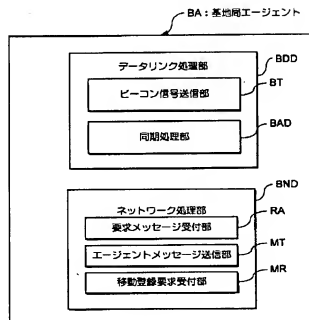 BA：基地局エージェント
データリンク処理部
BDD
ビーコン信号送信部
BT
同期処理部
BAD
BND
ネットワーク処理部
要求メッセージ受付部
RA
エージェントメッセージ送信部
MT
移動登録要求受付部
MR